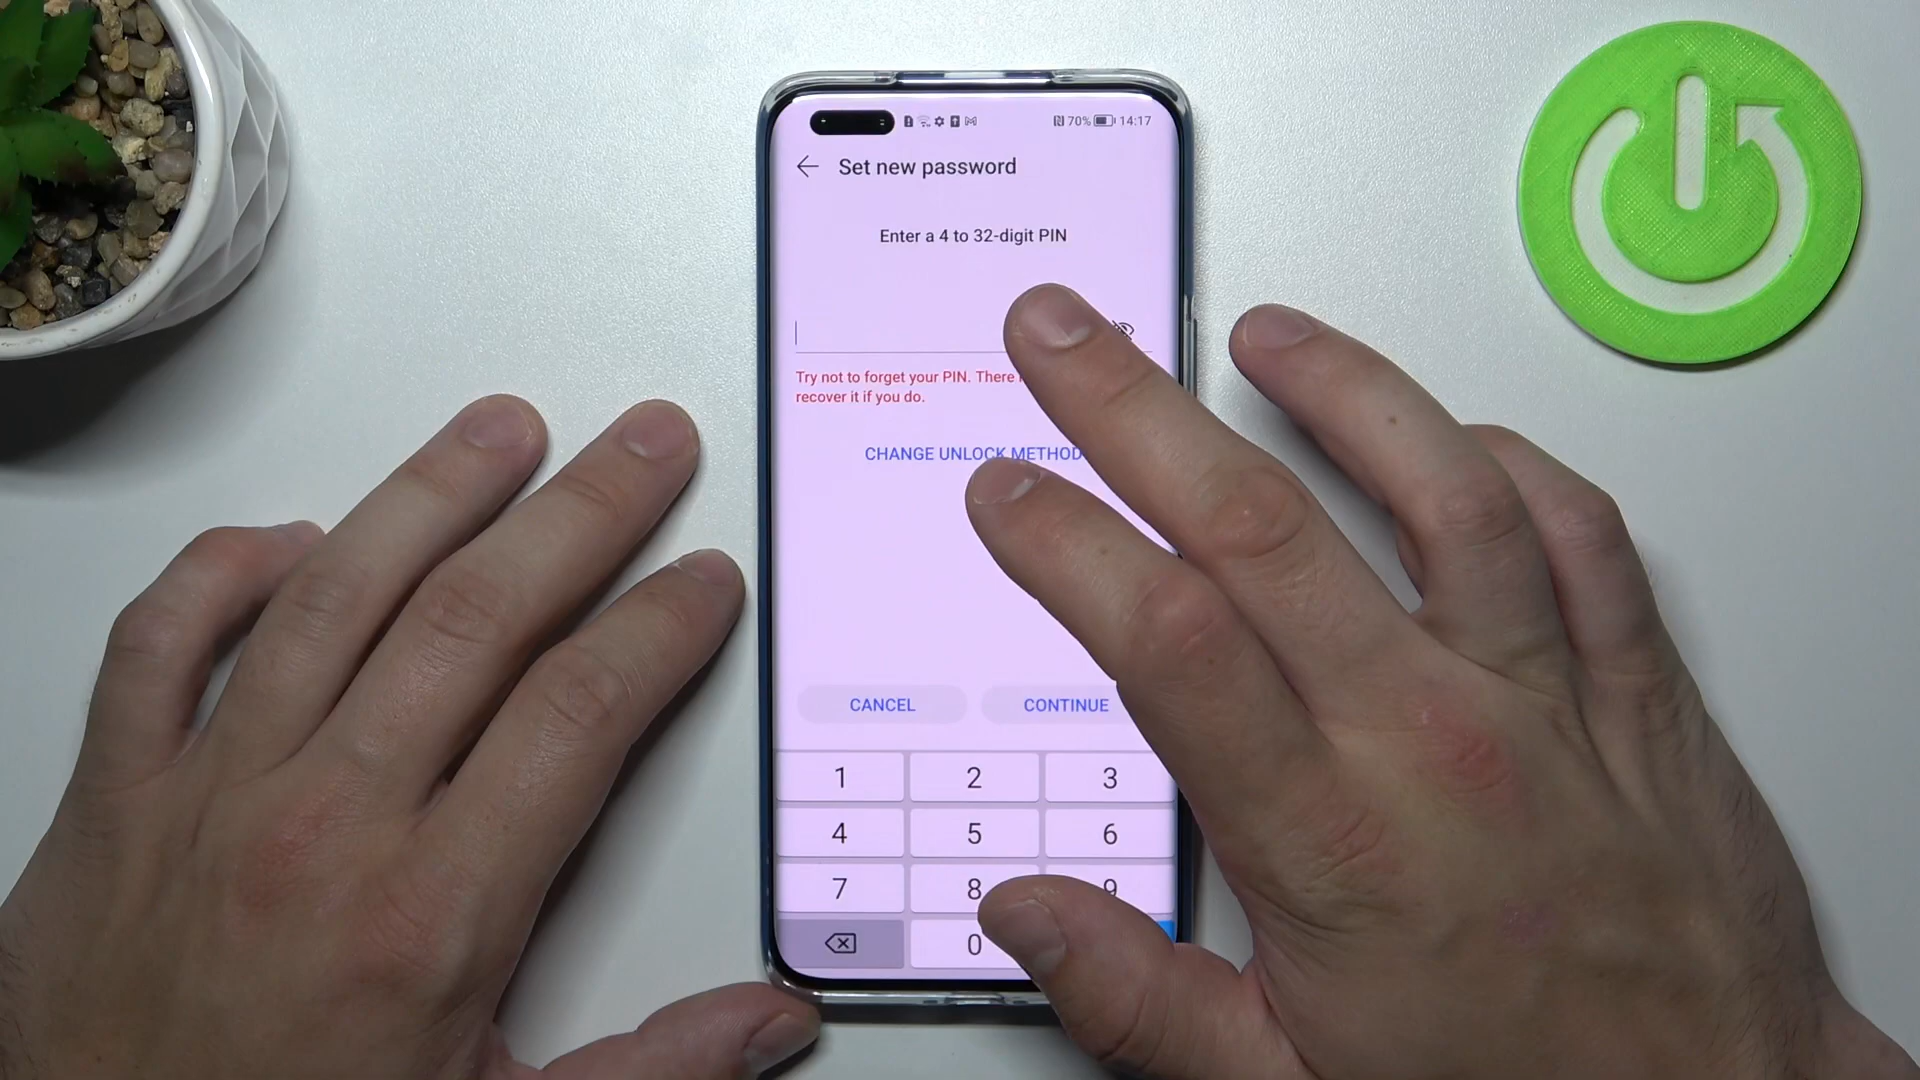 70% 14:17
Set new password
Enter a 4 to 32-digit PIN
Try not to forget your PIN. There
recover it if you do.
CHANGE UNLOCK METHOD
CANCEL CONTINUE
1 2 3
4 5 6
7 8 9
0